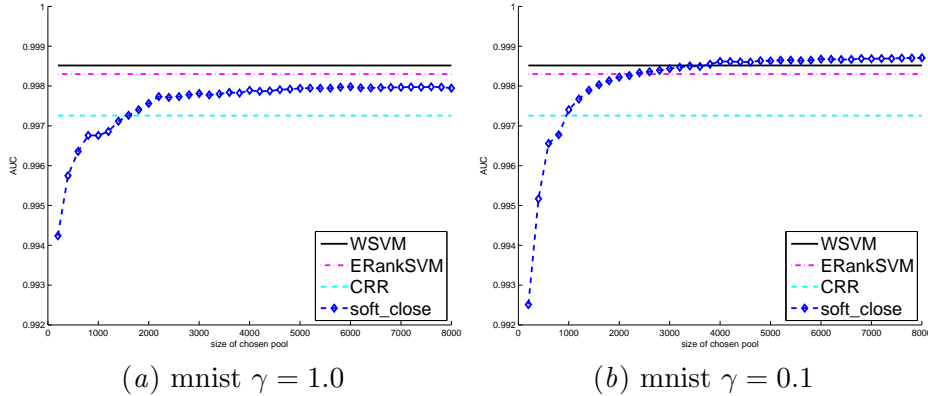 1
0.999
0.998
0.997
0.996
0.995
0.994
0.993
0.992
AUC
0 1000 2000 3000 4000 5000 6000 7000 8000
size of chosen pool
WSVM
ERankSVM
CRR
soft_close
(a) mnist γ = 1.0
1
0.999
0.998
0.997
0.996
0.995
0.994
0.993
0.992
AUC
0 1000 2000 3000 4000 5000 6000 7000 8000
size of chosen pool
WSVM
ERankSVM
CRR
soft_close
(b) mnist γ = 0.1